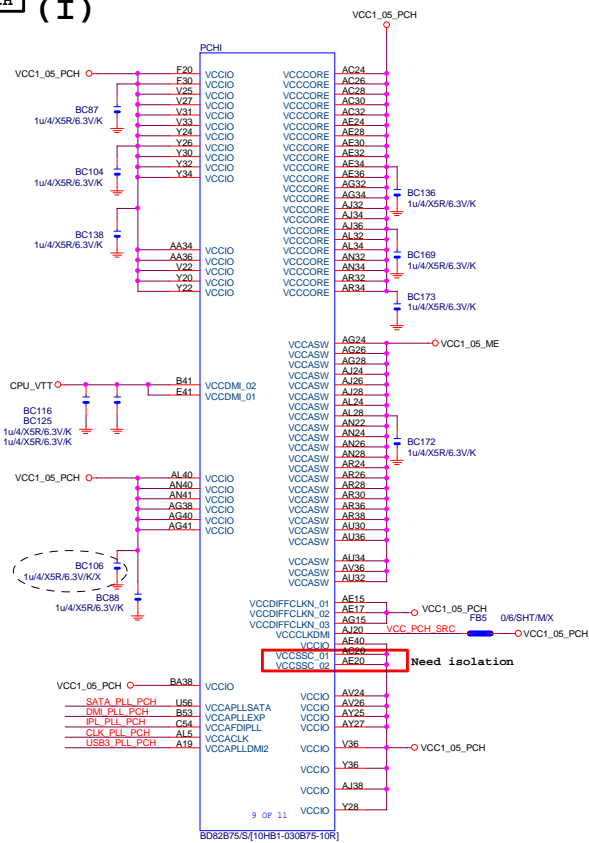 (I)
VCC1_05_PCH
PCHI
VCC1_05_PCH
F20 VCCIO
F30 VCCIO
V25 VCCIO
V27 VCCIO
V31 VCCIO
V33 VCCIO
Y24 VCCIO
Y26 VCCIO
Y30 VCCIO
Y32 VCCIO
Y34 VCCIO
BC87
1u/4/X5R/6.3V/K
BC104
1u/4/X5R/6.3V/K
BC138
1u/4/X5R/6.3V/K
AA34 VCCIO
AA36 VCCIO
V22 VCCIO
Y20 VCCIO
Y22 VCCIO
VCCCORE AC24
VCCCORE AC26
VCCCORE AC28
VCCCORE AC30
VCCCORE AC32
VCCCORE AE24
VCCCORE AE28
VCCCORE AE30
VCCCORE AE32
VCCCORE AE34
VCCCORE AE36
VCCCORE AG32
VCCCORE AG34
VCCCORE AJ32
VCCCORE AJ34
VCCCORE AJ36
VCCCORE AL32
VCCCORE AL34
VCCCORE AN32
VCCCORE AN34
VCCCORE AR32
VCCCORE AR34
BC136
1u/4/X5R/6.3V/K
BC169
1u/4/X5R/6.3V/K
BC173
1u/4/X5R/6.3V/K
VCCASW AG24
VCC1_05_ME
VCCASW AG26
VCCASW AG28
VCCASW AJ24
VCCASW AJ26
VCCASW AJ28
VCCASW AL24
VCCASW AL28
VCCASW AN22
VCCASW AN24
VCCASW AN26
VCCASW AN28
VCCASW AR24
VCCASW AR26
VCCASW AR28
VCCASW AR30
VCCASW AR36
VCCASW AR38
VCCASW AU30
VCCASW AU36
VCCASW AU34
VCCASW AV36
VCCASW AU32
BC172
1u/4/X5R/6.3V/K
CPU_VTT
B41 VCCDMI_02
E41 VCCDMI_01
BC116
BC125
1u/4/X5R/6.3V/K
1u/4/X5R/6.3V/K
VCC1_05_PCH
AL40 VCCIO
AN40 VCCIO
AN41 VCCIO
AG38 VCCIO
AG40 VCCIO
AG41 VCCIO
BC106
1u/4/X5R/6.3V/K/X
BC88
1u/4/X5R/6.3V/K
VCCDIFFCLKN_01 AE15
VCCDIFFCLKN_02 AE17
VCC1_05_PCH
VCCDIFFCLKN_03 AG15
VCCCLKDMI AJ20
VCC_PCH_SRC
FB5
0/6/SHT/M/X
VCC1_05_PCH
VCCIO AE40
VCCSSC_01 AC20
VCCSSC_02 AE20
Need isolation
VCC1_05_PCH
BA38 VCCIO
SATA_PLL_PCH U56 VCCAPLLSATA
DMI_PLL_PCH B53 VCCAPLLEXP
IPL_PLL_PCH C54 VCCAFDIPLL
CLK_PLL_PCH AL5 VCCACLK
USB3_PLL_PCH A19 VCCAPLLDMI2
VCCIO AV24
VCCIO AV26
VCCIO AY25
VCCIO AY27
VCCIO V36
VCC1_05_PCH
VCCIO Y36
VCCIO AJ38
VCCIO Y28
9 OF 11
BD82B75/S/[10HB1-030B75-10R]